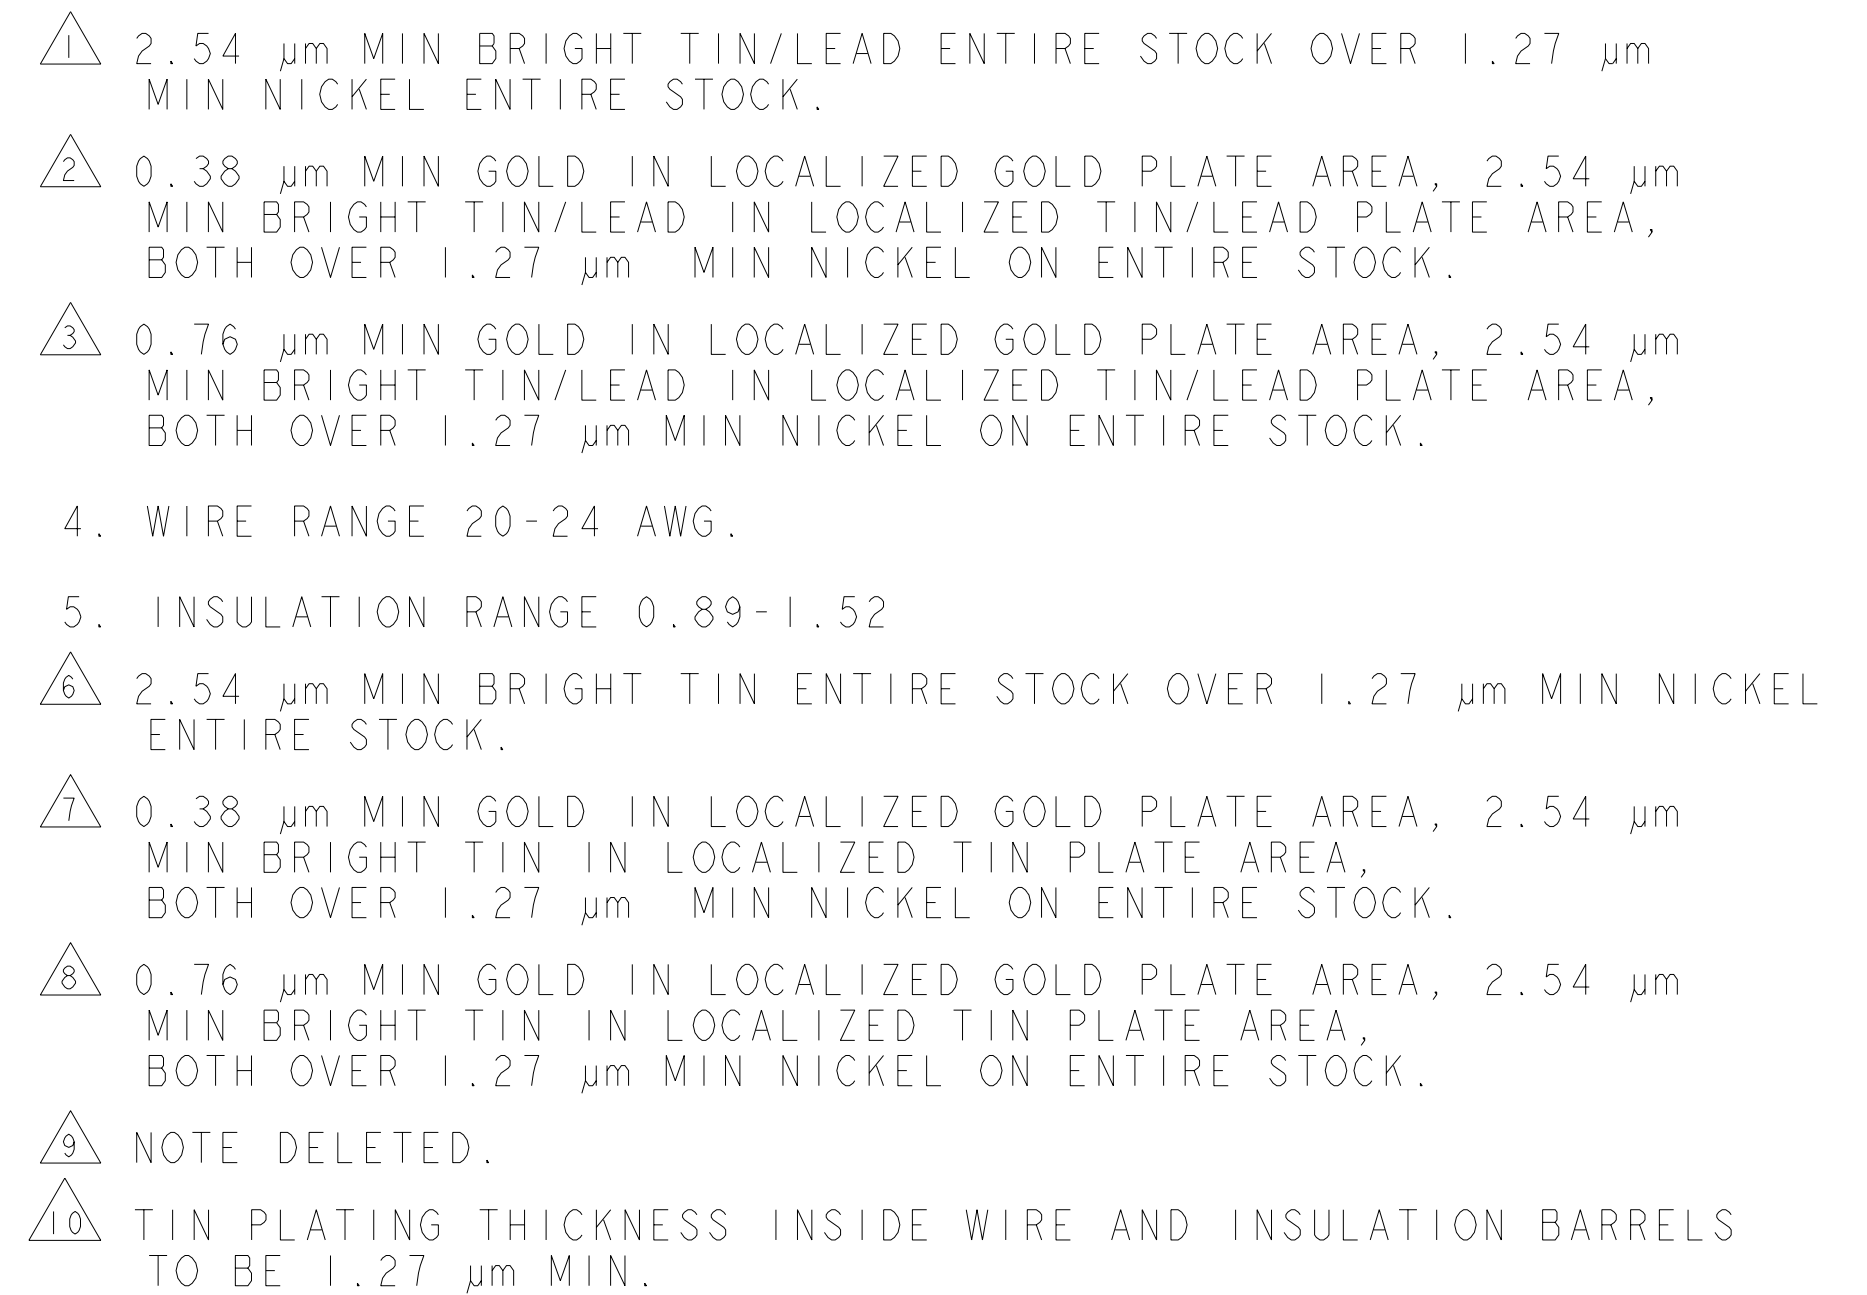 1 2.54 µm MIN BRIGHT TIN/LEAD ENTIRE STOCK OVER 1.27 µm
MIN NICKEL ENTIRE STOCK.
2 0.38 µm MIN GOLD IN LOCALIZED GOLD PLATE AREA, 2.54 µm
MIN BRIGHT TIN/LEAD IN LOCALIZED TIN/LEAD PLATE AREA,
BOTH OVER 1.27 µm MIN NICKEL ON ENTIRE STOCK.
3 0.76 µm MIN GOLD IN LOCALIZED GOLD PLATE AREA, 2.54 µm
MIN BRIGHT TIN/LEAD IN LOCALIZED TIN/LEAD PLATE AREA,
BOTH OVER 1.27 µm MIN NICKEL ON ENTIRE STOCK.
4. WIRE RANGE 20-24 AWG.
5. INSULATION RANGE 0.89-1.52
6 2.54 µm MIN BRIGHT TIN ENTIRE STOCK OVER 1.27 µm MIN NICKEL
ENTIRE STOCK.
7 0.38 µm MIN GOLD IN LOCALIZED GOLD PLATE AREA, 2.54 µm
MIN BRIGHT TIN IN LOCALIZED TIN PLATE AREA,
BOTH OVER 1.27 µm MIN NICKEL ON ENTIRE STOCK.
8 0.76 µm MIN GOLD IN LOCALIZED GOLD PLATE AREA, 2.54 µm
MIN BRIGHT TIN IN LOCALIZED TIN PLATE AREA,
BOTH OVER 1.27 µm MIN NICKEL ON ENTIRE STOCK.
9 NOTE DELETED.
10 TIN PLATING THICKNESS INSIDE WIRE AND INSULATION BARRELS
TO BE 1.27 µm MIN.